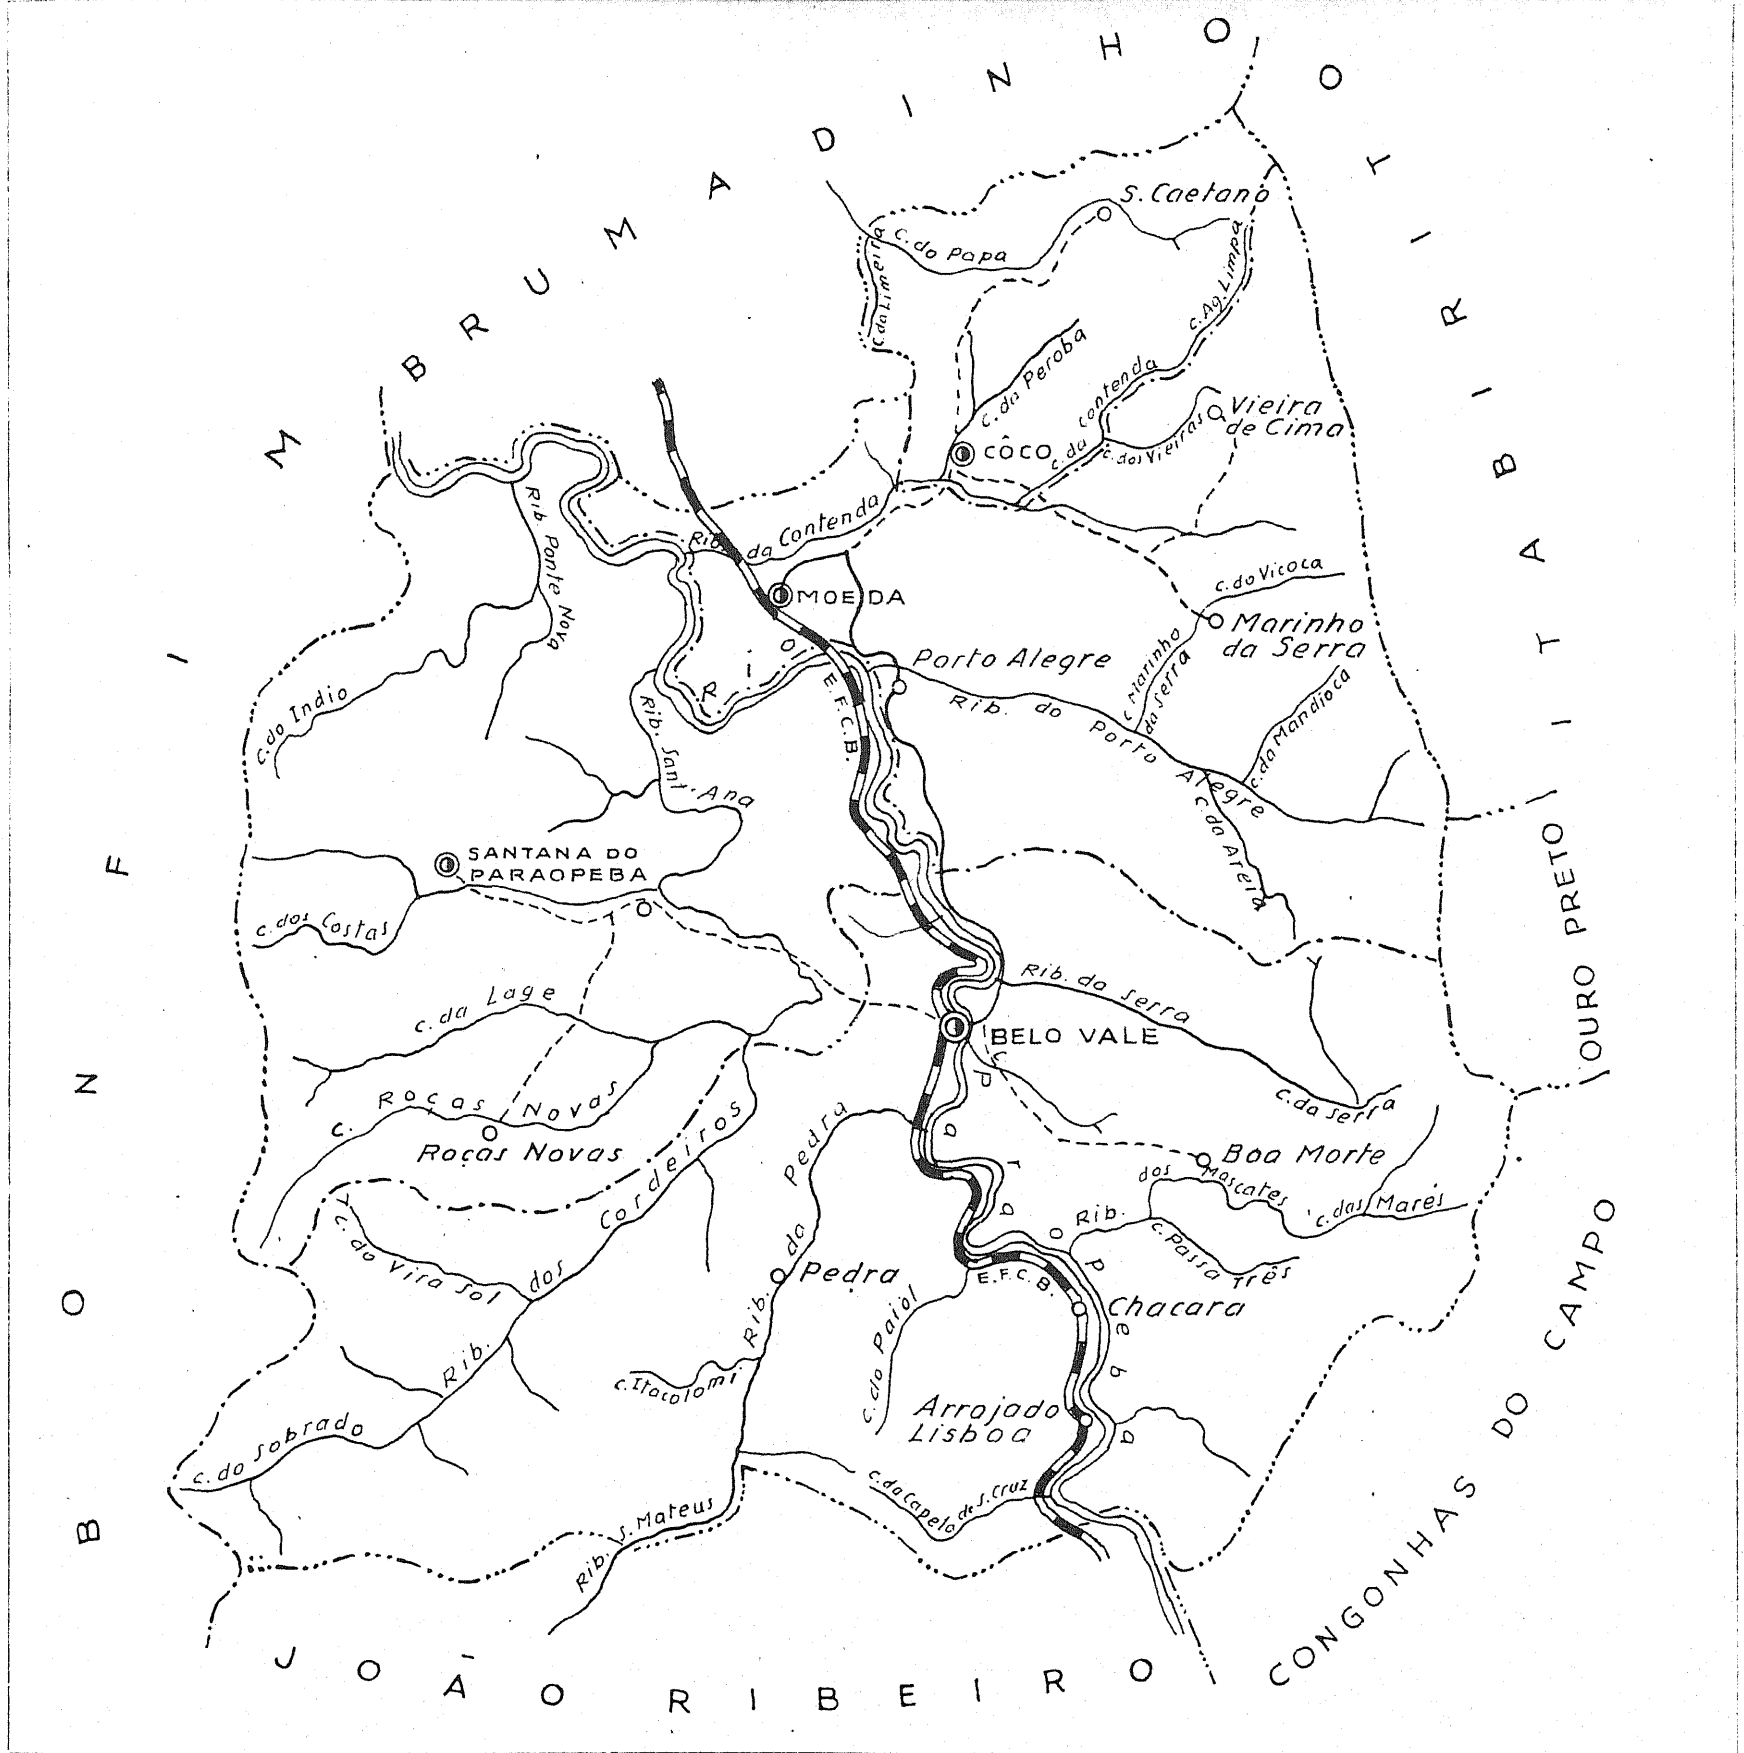 BRUMADINHO
ITABIRITO
BONFIM
OURO PRETO
CONGONHAS DO CAMPO
JOÃO RIBEIRO
S. Caetano
c. do Papa
c. da Limeira
c. Ag. Limpa
c. da Peroba
c. da Contenda
Vieira
de Cima
c. dos Vieiras
CÔCO
Rib. Ponte Nova
Rib. da Contenda
MOEDA
c. do Vicoca
Marinho
da Serra
c. Marinho
da Serra
Porto Alegre
Rib. do Porto Alegre
c. da Mandioca
c. da Areia
c. do Indio
Rio
E.F.C.B.
Rib. Sant. Ana
SANTANA DO
PARAOPEBA
c. dos Costas
c. da Lage
Rib. da Serra
BELO VALE
c. da Serra
Paraopeba
c. Roças Novas
Roças Novas
Boa Morte
Rib. dos Mascates
c. das Marés
c. Passa Três
Rib. dos Cordeiros
c. do Vira Sol
Rib. da Pedra
Pedra
E.F.C.B.
Chacara
c. do Paiol
c. Itacolomi
Arrojado
Lisboa
c. do Sobrado
Rib. S. Mateus
c. da Capela de S. Cruz